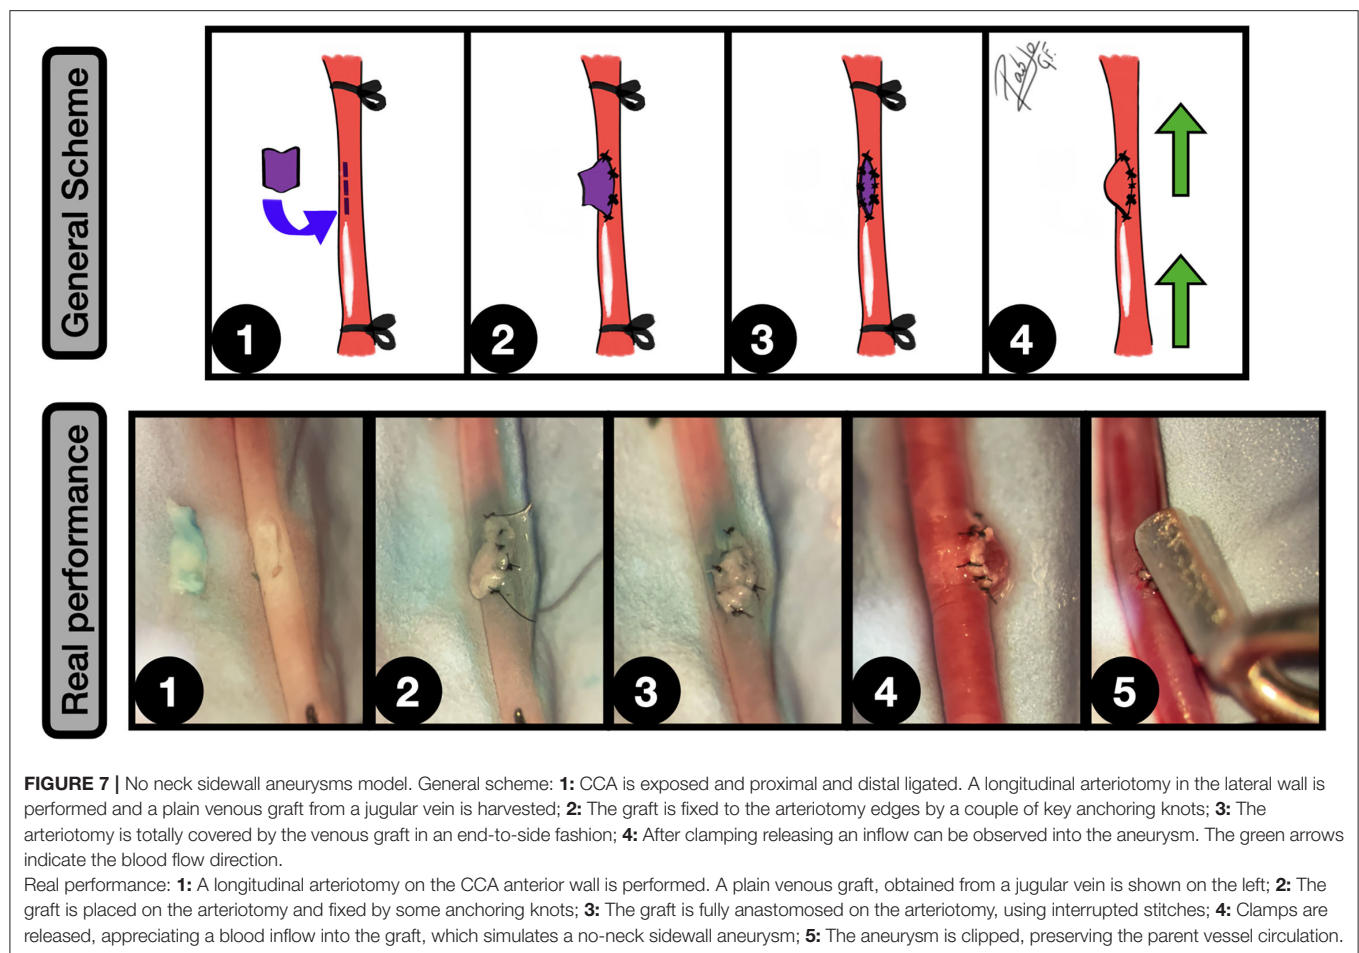 General Scheme
1
2
3
4
Pablo
G.F.
Real performance
1
2
3
4
5
FIGURE 7 | No neck sidewall aneurysms model. General scheme: 1: CCA is exposed and proximal and distal ligated. A longitudinal arteriotomy in the lateral wall is
performed and a plain venous graft from a jugular vein is harvested; 2: The graft is fixed to the arteriotomy edges by a couple of key anchoring knots; 3: The
arteriotomy is totally covered by the venous graft in an end-to-side fashion; 4: After clamping releasing an inflow can be observed into the aneurysm. The green arrows
indicate the blood flow direction.
Real performance: 1: A longitudinal arteriotomy on the CCA anterior wall is performed. A plain venous graft, obtained from a jugular vein is shown on the left; 2: The
graft is placed on the arteriotomy and fixed by some anchoring knots; 3: The graft is fully anastomosed on the arteriotomy, using interrupted stitches; 4: Clamps are
released, appreciating a blood inflow into the graft, which simulates a no-neck sidewall aneurysm; 5: The aneurysm is clipped, preserving the parent vessel circulation.